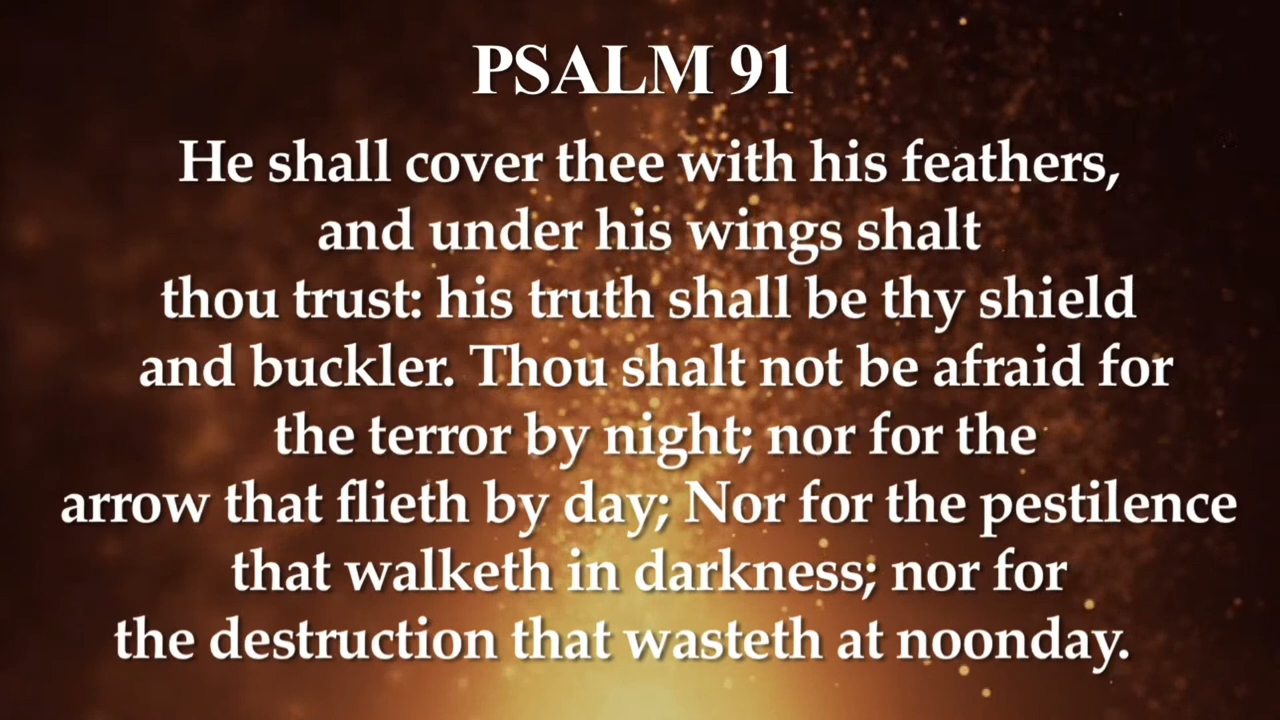 PSALM 91
He shall cover thee with his feathers,
and under his wings shalt
thou trust: his truth shall be thy shield
and buckler. Thou shalt not be afraid for
the terror by night; nor for the
arrow that flieth by day; Nor for the pestilence
that walketh in darkness; nor for
the destruction that wasteth at noonday.